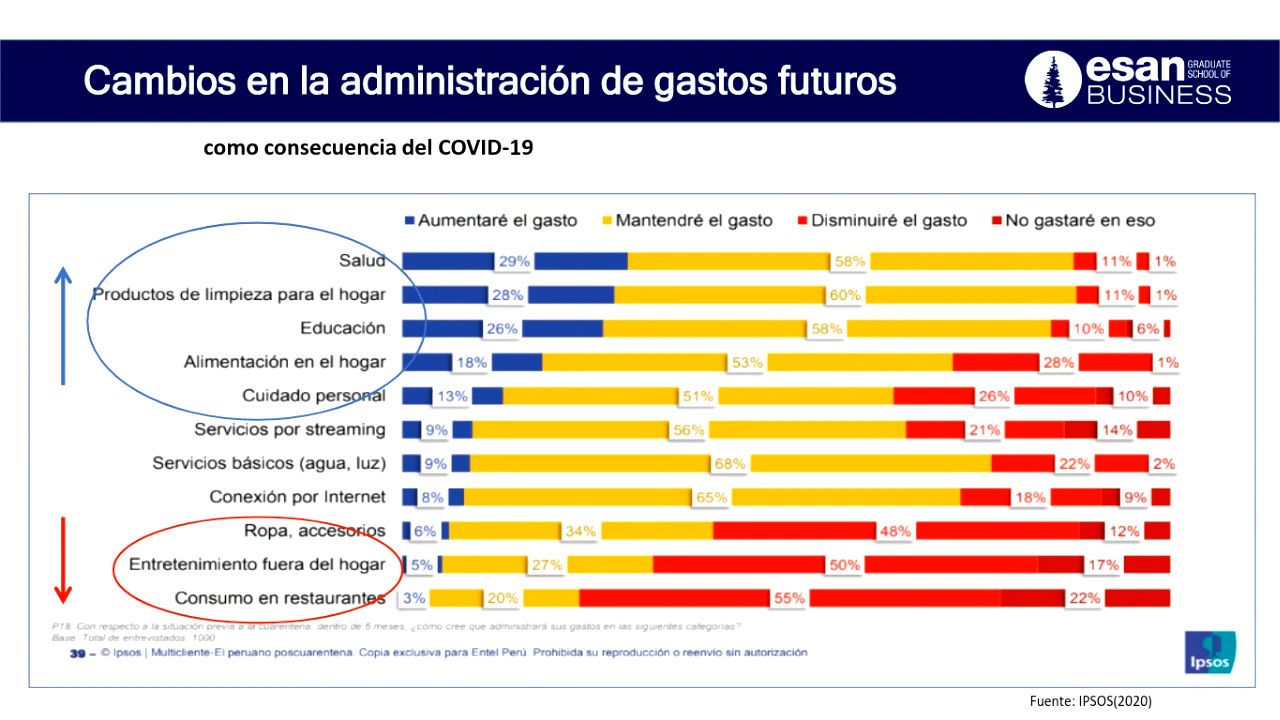 Cambios en la administración de gastos futuros
esan GRADUATE SCHOOL OF BUSINESS
como consecuencia del COVID-19
Aumentaré el gasto Mantendré el gasto Disminuiré el gasto No gastaré en eso
Salud 29% 58% 11% 1%
Productos de limpieza para el hogar 28% 60% 11% 1%
Educación 26% 58% 10% 6%
Alimentación en el hogar 18% 53% 28% 1%
Cuidado personal 13% 51% 26% 10%
Servicios por streaming 9% 56% 21% 14%
Servicios básicos (agua, luz) 9% 68% 22% 2%
Conexión por Internet 8% 65% 18% 9%
Ropa, accesorios 6% 34% 48% 12%
Entretenimiento fuera del hogar 5% 27% 50% 17%
Consumo en restaurantes 3% 20% 55% 22%
P18. Con respecto a la situación previa a la cuarentena, dentro de 6 meses, ¿cómo cree que administrará sus gastos en las siguientes categorías?
Base: Total de entrevistados: 1000
39 – © Ipsos | Multicliente-El peruano poscuarentena. Copia exclusiva para Entel Perú. Prohibida su reproducción o reenvío sin autorización
Ipsos
Fuente: IPSOS(2020)